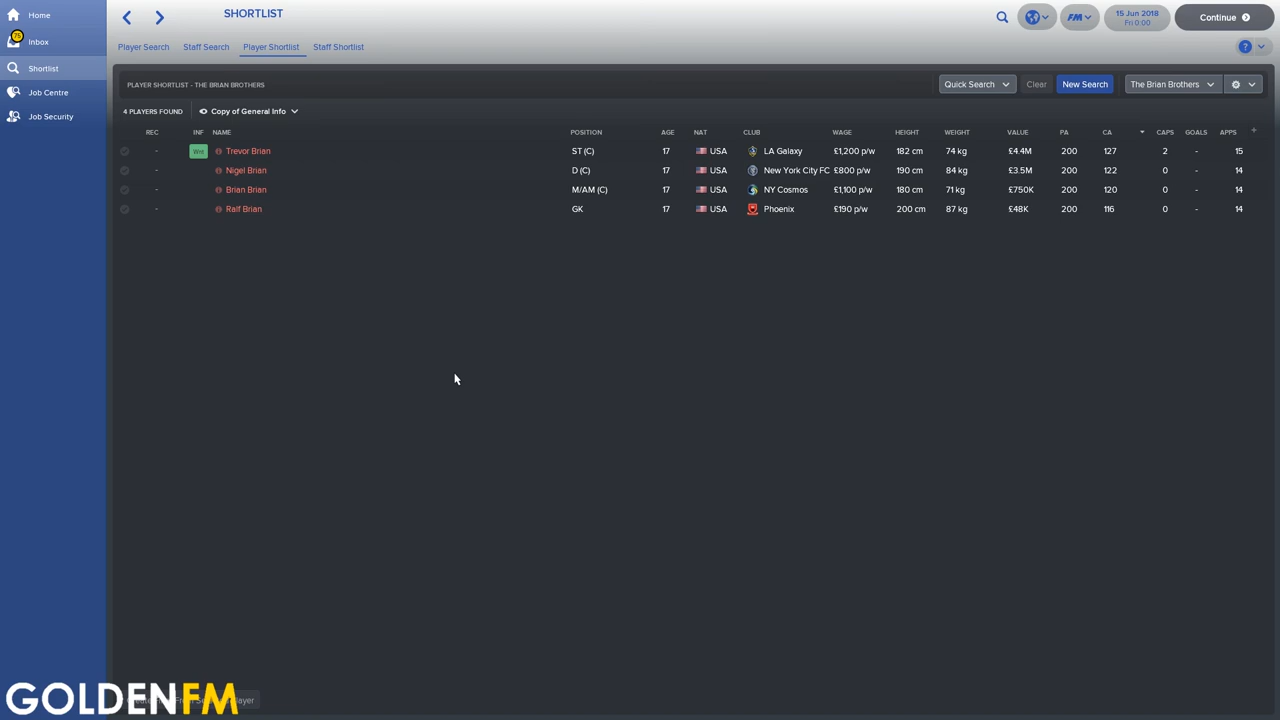 Home
75
Inbox
Shortlist
Job Centre
Job Security
SHORTLIST
FM
15 Jun 2018
Fri 0:00
Continue
Player Search Staff Search Player Shortlist Staff Shortlist
?
PLAYER SHORTLIST - THE BRIAN BROTHERS
Quick Search Clear New Search The Brian Brothers
4 PLAYERS FOUND Copy of General Info
REC INF NAME POSITION AGE NAT CLUB WAGE HEIGHT WEIGHT VALUE PA CA CAPS GOALS APPS +
- Wnt Trevor Brian ST (C) 17 USA LA Galaxy £1,200 p/w 182 cm 74 kg £4.4M 200 127 2 - 15
- Nigel Brian D (C) 17 USA New York City FC £800 p/w 190 cm 84 kg £3.5M 200 122 0 - 14
- Brian Brian M/AM (C) 17 USA NY Cosmos £1,100 p/w 180 cm 71 kg £750K 200 120 0 - 14
- Ralf Brian GK 17 USA Phoenix £190 p/w 200 cm 87 kg £48K 200 116 0 - 14
GOLDENFM